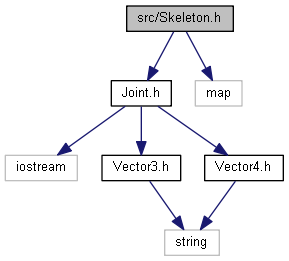 src/Skeleton.h
Joint.h
map
iostream
Vector3.h
Vector4.h
string